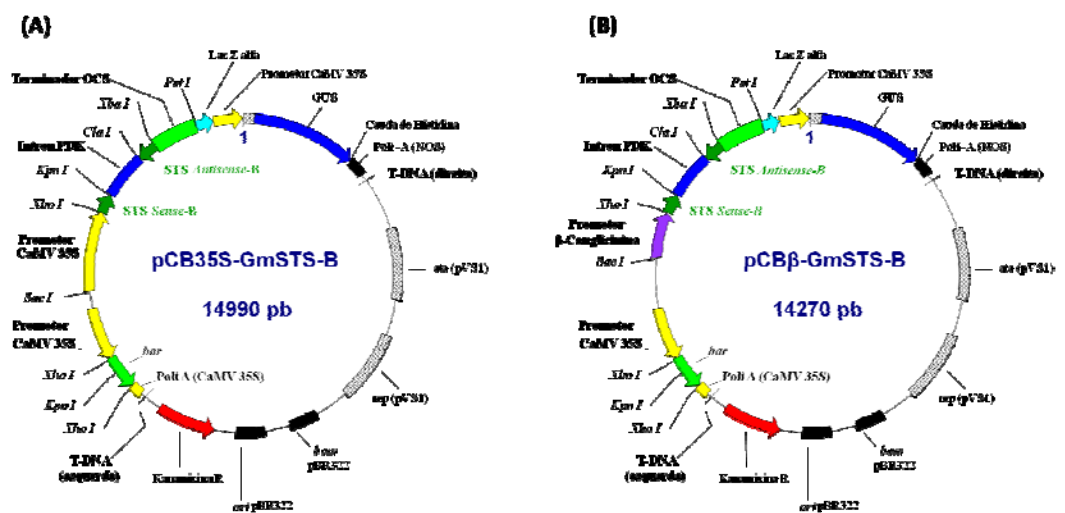 (A)
Lac Z alfa
Promotor CaMV 35S
Terminador OCS
Pst I
GUS
Xba I
1
Cauda de Histidina
Cla I
Poli-A (NOS)
Intron PDK
STS Antisense-B
T-DNA (direita)
Kpn I
Xho I
STS Sense-B
Promotor
CaMV 35S
pCB35S-GmSTS-B
sta (pVS1)
Sac I
14990 pb
Promotor
CaMV 35S
bar
Xho I
Poli A (CaMV 35S)
Kpn I
rep (pVS1)
Xho I
T-DNA
(esquerda)
bom
pBR322
Kanamicina R
ori pBR322
(B)
Lac Z alfa
Promotor CaMV 35S
Terminador OCS
Pst I
GUS
Xba I
1
Cauda de Histidina
Cla I
Poli-A (NOS)
Intron PDK
STS Antisense-B
T-DNA (direita)
Kpn I
Xho I
STS Sense-B
Promotor
β-Conglicinina
Sac I
pCBβ-GmSTS-B
sta (pVS1)
14270 pb
Promotor
CaMV 35S
bar
Xho I
Poli A (CaMV 35S)
Kpn I
rep (pVS1)
Xho I
T-DNA
(esquerda)
bom
pBR322
Kanamicina R
ori pBR322